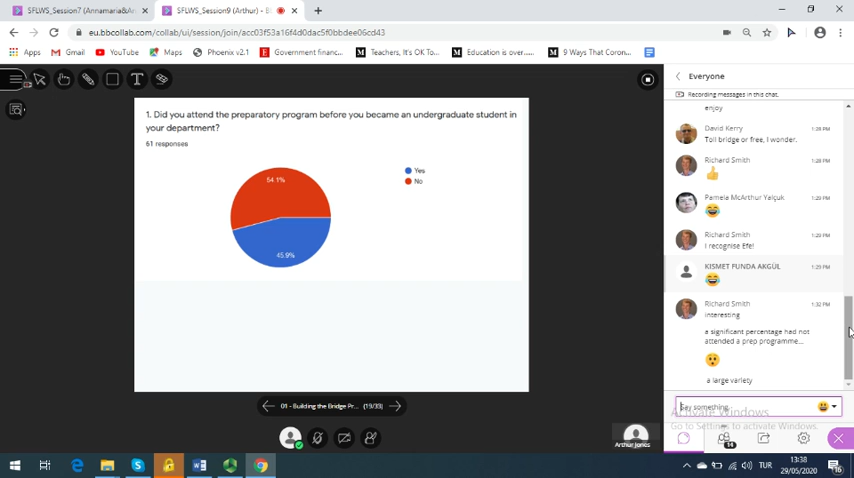 SFLWS_Session7 (Annamaria&An
SFLWS_Session9 (Arthur) - Bl
eu.bbcollab.com/collab/ui/session/join/acc03f53a16f4d0dac5f0bbdee06cd43
Apps
Gmail
YouTube
Maps
Phoenix v2.1
Government financ...
Teachers, It's OK To...
Education is over.....
9 Ways That Coron...
Everyone
Recording messages in this chat.
enjoy
David Kerry
1:28 PM
Toll bridge or free, I wonder.
Richard Smith
1:28 PM
Pamela McArthur Yalçuk
1:29 PM
Richard Smith
1:29 PM
I recognise Efe!
KISMET FUNDA AKGÜL
1:29 PM
Richard Smith
1:32 PM
interesting
a significant percentage had not
attended a prep programme...
a large variety
1. Did you attend the preparatory program before you became an undergraduate student in
your department?
61 responses
Yes
No
54.1%
45.9%
01 - Building the Bridge Pr...
(19/33)
Say something
Activate Windows
Go to Settings to activate Windows.
Arthur Jones
14
TUR
13:38
29/05/2020
16